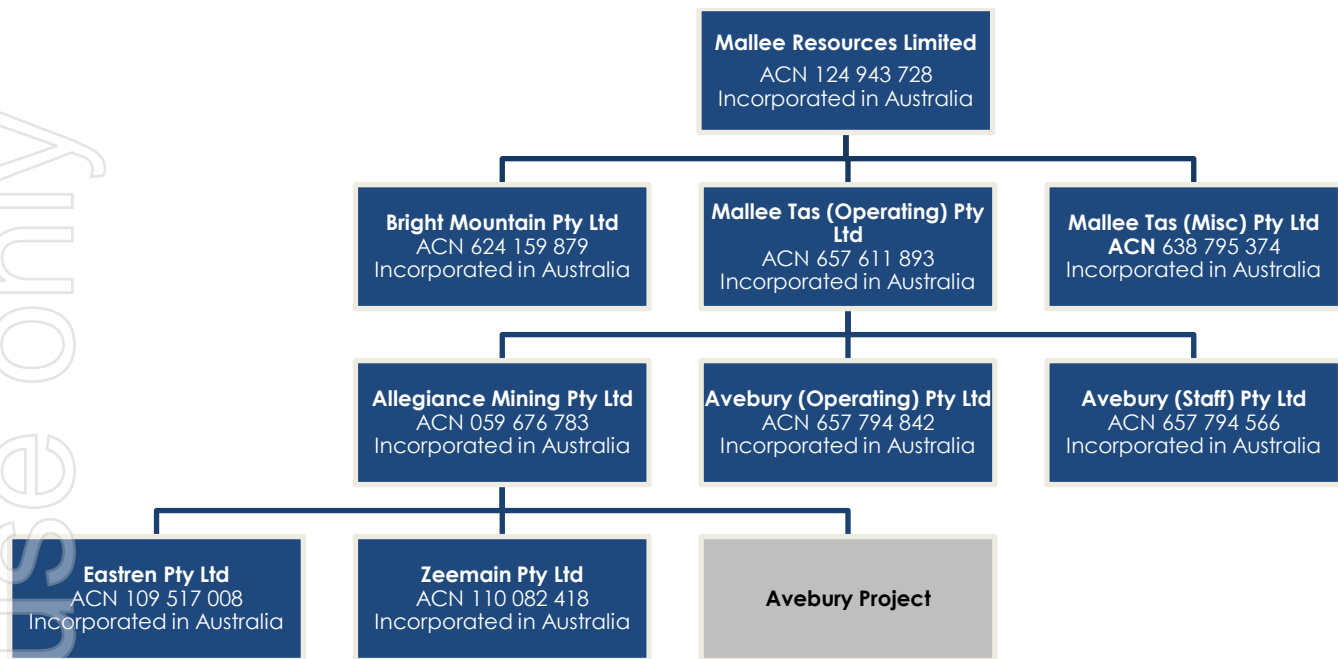 Mallee Resources Limited
ACN 124 943 728
Incorporated in Australia
Bright Mountain Pty Ltd
ACN 624 159 879
Incorporated in Australia
Mallee Tas (Operating) Pty
Ltd
ACN 657 611 893
Incorporated in Australia
Mallee Tas (Misc) Pty Ltd
ACN 638 795 374
Incorporated in Australia
Allegiance Mining Pty Ltd
ACN 059 676 783
Incorporated in Australia
Avebury (Operating) Pty Ltd
ACN 657 794 842
Incorporated in Australia
Avebury (Staff) Pty Ltd
ACN 657 794 566
Incorporated in Australia
Eastren Pty Ltd
ACN 109 517 008
Incorporated in Australia
Zeemain Pty Ltd
ACN 110 082 418
Incorporated in Australia
Avebury Project
use only